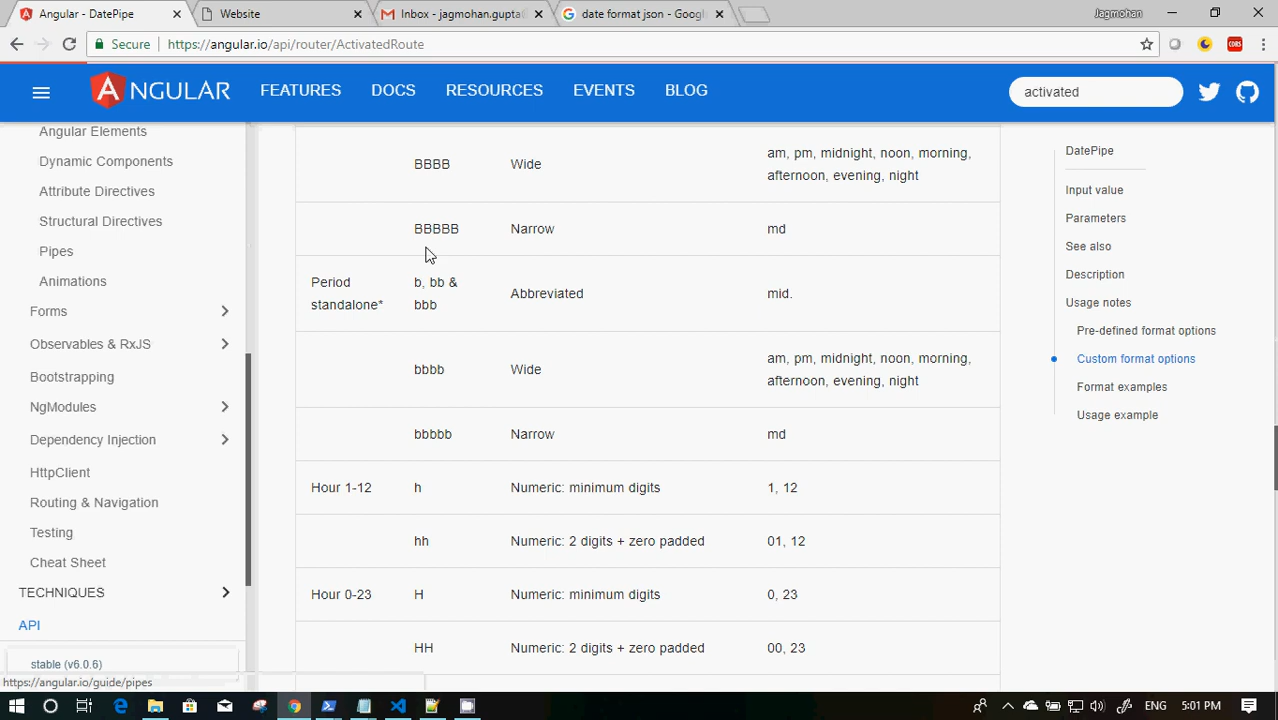 Angular - DatePipe
Website
Inbox - jagmohan.gupta
date format json - Google
Jagmohan
Secure
https://angular.io/api/router/ActivatedRoute
CORS
ANGULAR
FEATURES
DOCS
RESOURCES
EVENTS
BLOG
activated
Angular Elements
Dynamic Components
Attribute Directives
Structural Directives
Pipes
Animations
Forms
Observables & RxJS
Bootstrapping
NgModules
Dependency Injection
HttpClient
Routing & Navigation
Testing
Cheat Sheet
TECHNIQUES
API
stable (v6.0.6)
https://angular.io/guide/pipes
BBBB Wide am, pm, midnight, noon, morning,
afternoon, evening, night
BBBBB Narrow md
Period b, bb &
standalone* bbb Abbreviated mid.
bbbb Wide am, pm, midnight, noon, morning,
afternoon, evening, night
bbbbb Narrow md
Hour 1-12 h Numeric: minimum digits 1, 12
hh Numeric: 2 digits + zero padded 01, 12
Hour 0-23 H Numeric: minimum digits 0, 23
HH Numeric: 2 digits + zero padded 00, 23
DatePipe
Input value
Parameters
See also
Description
Usage notes
Pre-defined format options
Custom format options
Format examples
Usage example
ENG
5:01 PM